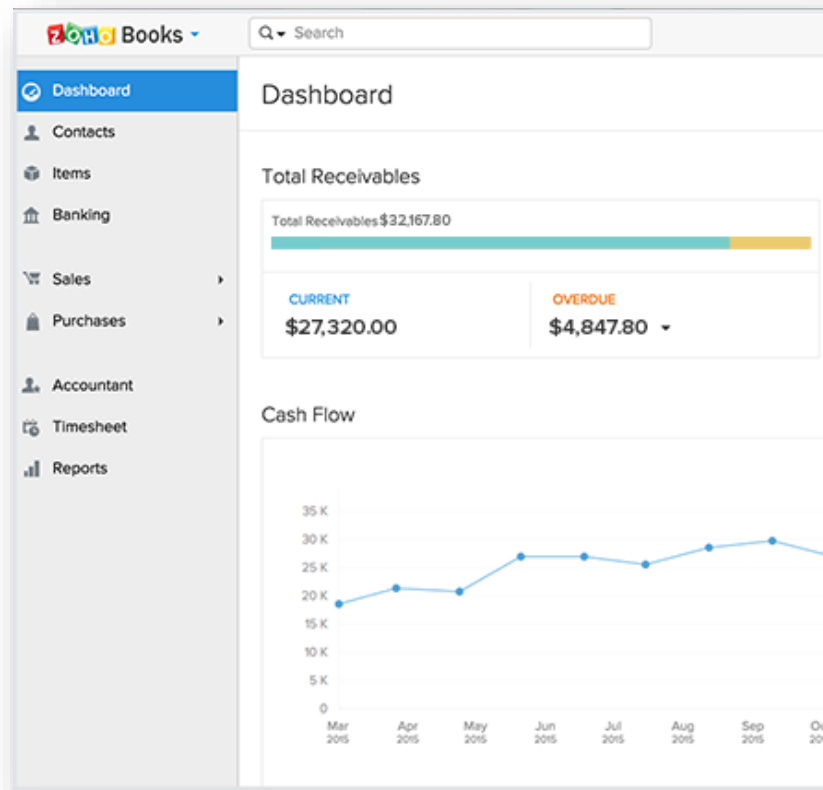 ZOHO Books
Search
Dashboard
Contacts
Items
Banking
Sales
Purchases
Accountant
Timesheet
Reports
Dashboard
Total Receivables
Total Receivables $32,167.80
CURRENT
$27,320.00
OVERDUE
$4,847.80
Cash Flow
35 K
30 K
25 K
20 K
15 K
10 K
5 K
0
Mar 2015
Apr 2015
May 2015
Jun 2015
Jul 2015
Aug 2015
Sep 2015